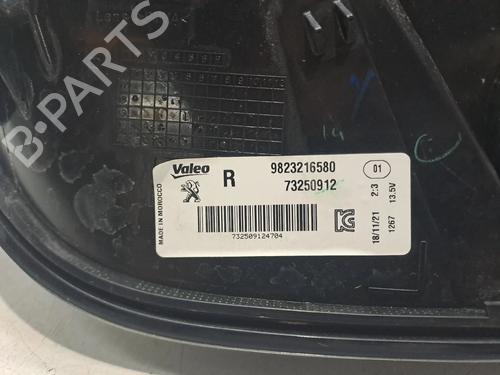 B-PARTS
Valeo
R
9823216580
01
73250912
MADE IN MOROCCO
732509124704
18/11/21 2:3
1267 13.5V